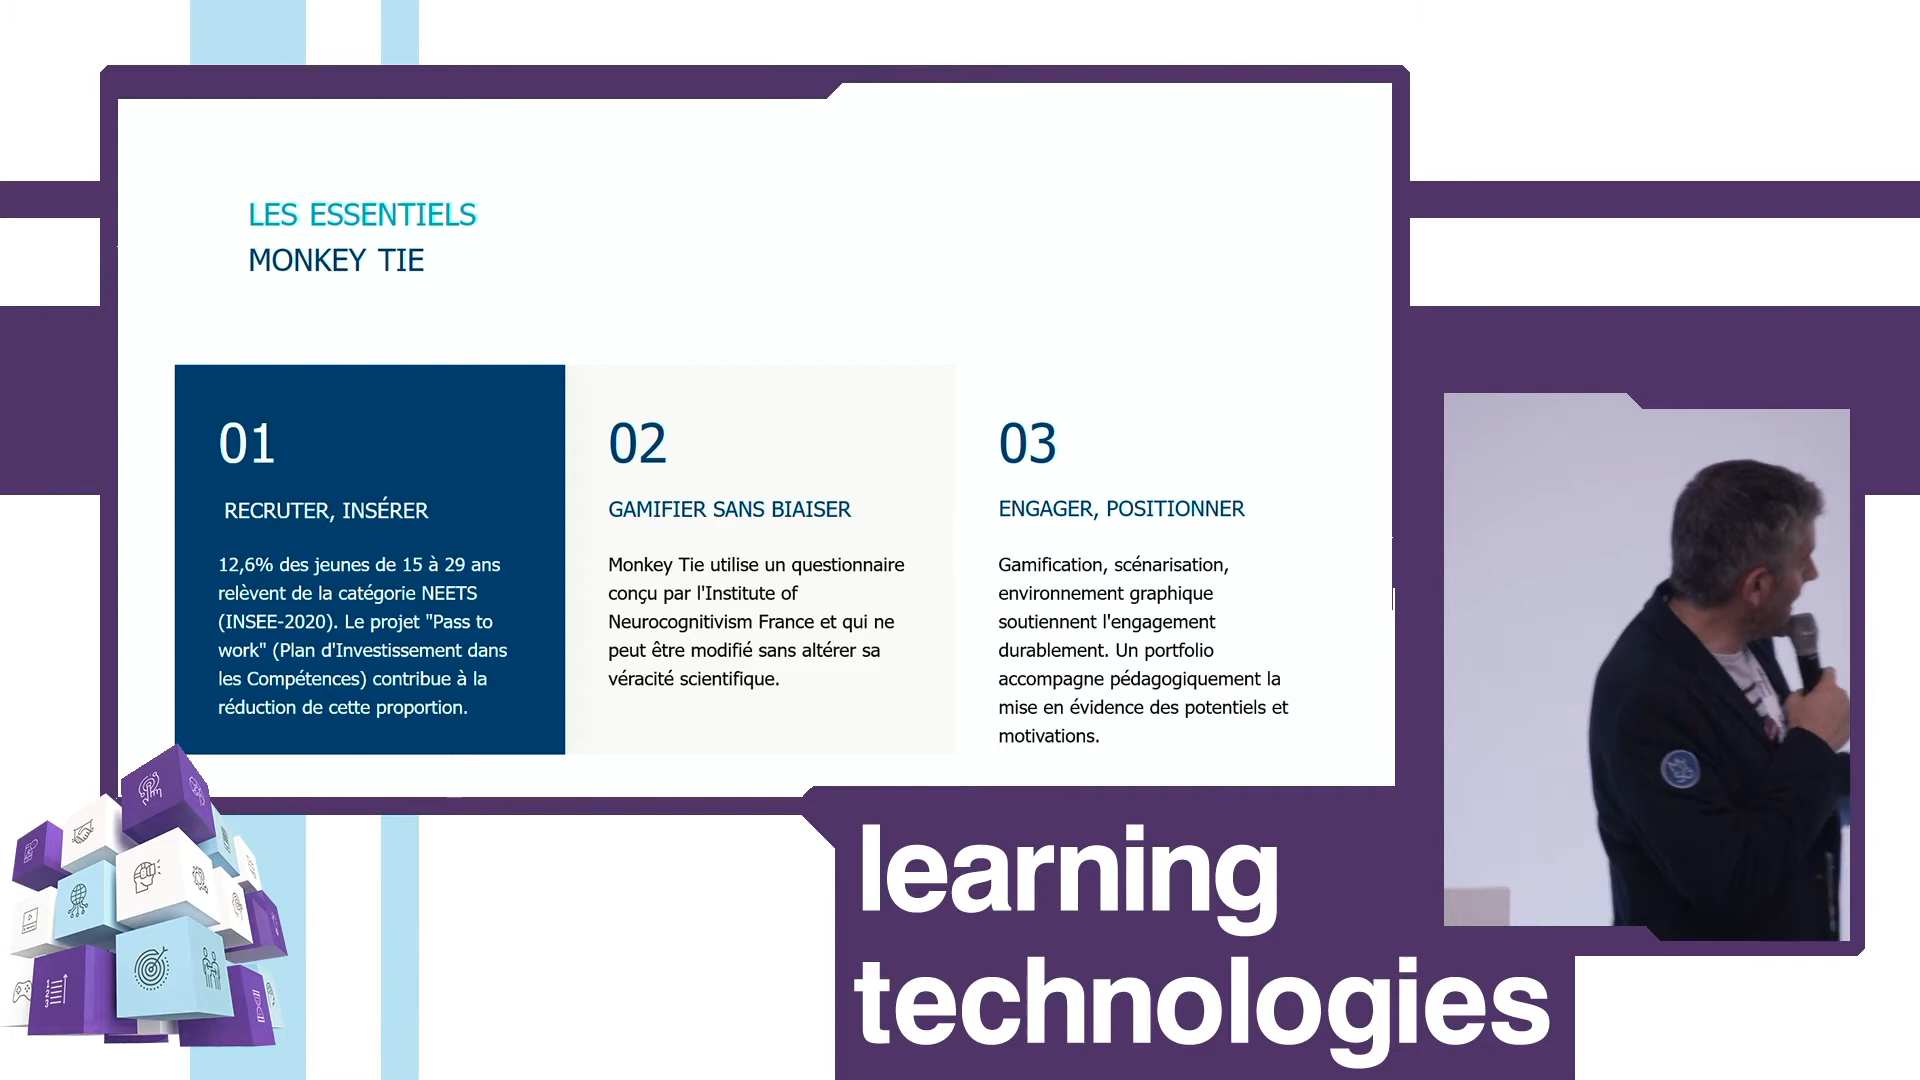 LES ESSENTIELS
MONKEY TIE
01
RECRUTER, INSÉRER
12,6% des jeunes de 15 à 29 ans
relèvent de la catégorie NEETS
(INSEE-2020). Le projet "Pass to
work" (Plan d'Investissement dans
les Compétences) contribue à la
réduction de cette proportion.
02
GAMIFIER SANS BIAISER
Monkey Tie utilise un questionnaire
conçu par l'Institute of
Neurocognitivism France et qui ne
peut être modifié sans altérer sa
véracité scientifique.
03
ENGAGER, POSITIONNER
Gamification, scénarisation,
environnement graphique
soutiennent l'engagement
durablement. Un portfolio
accompagne pédagogiquement la
mise en évidence des potentiels et
motivations.
learning
technologies